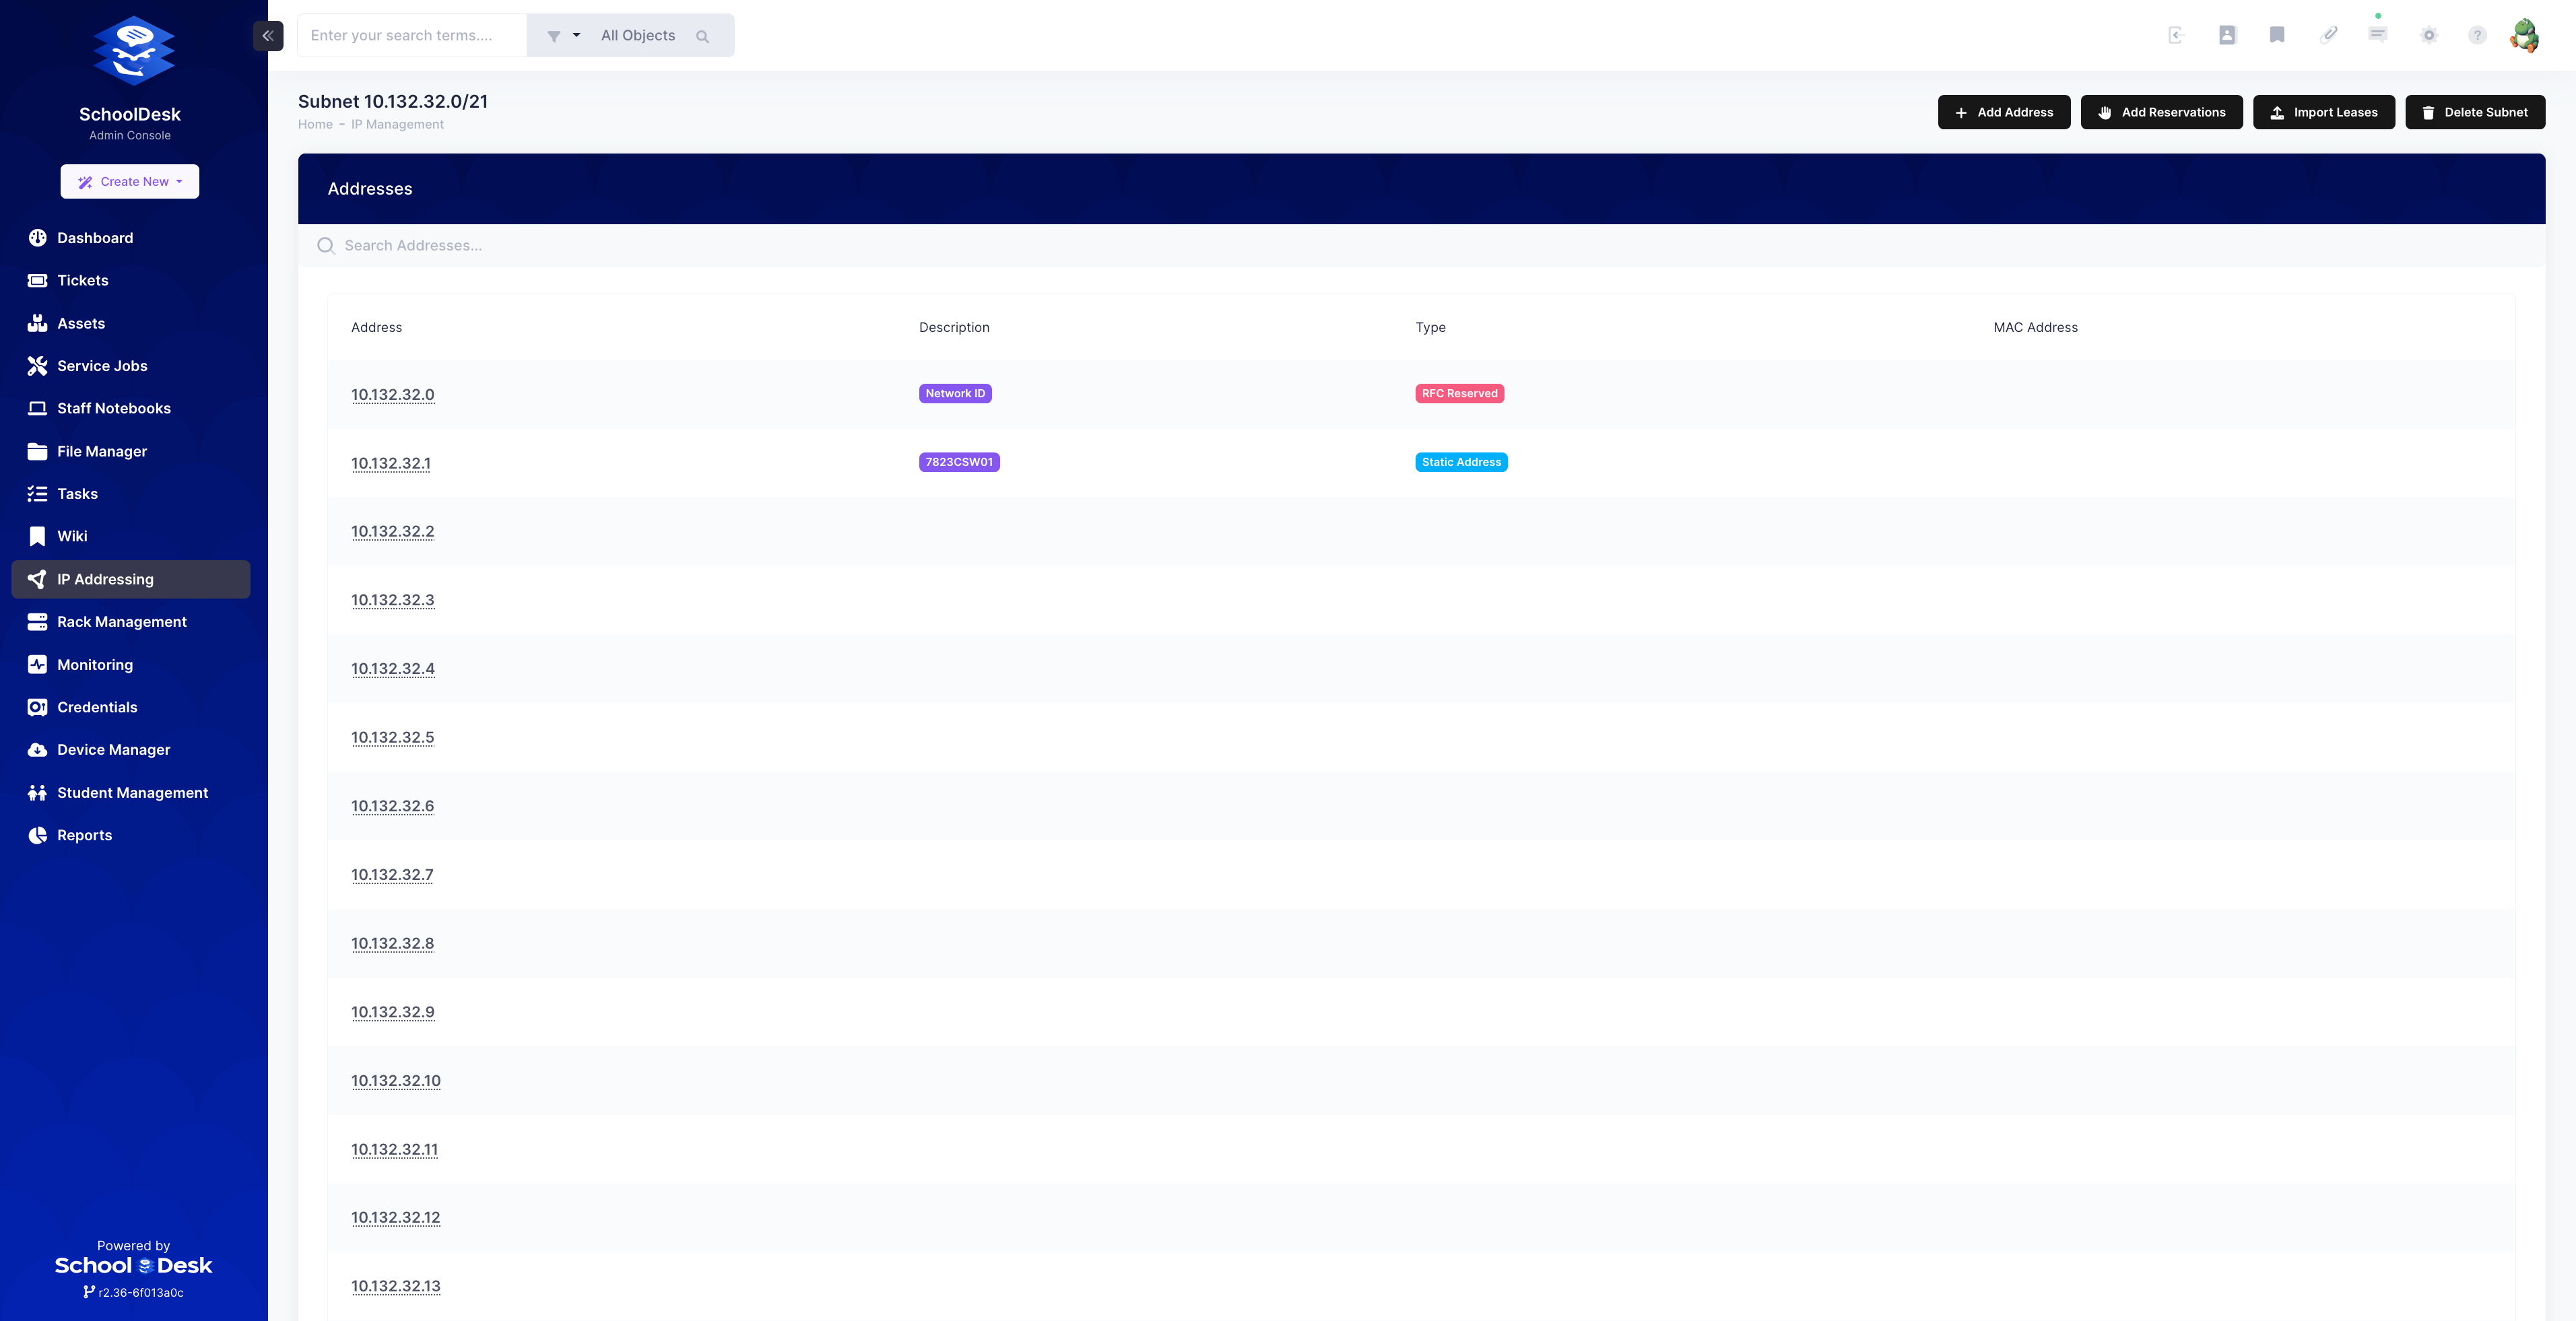 SchoolDesk
Admin Console
Create New
Dashboard
Tickets
Assets
Service Jobs
Staff Notebooks
File Manager
Tasks
Wiki
IP Addressing
Rack Management
Monitoring
Credentials
Device Manager
Student Management
Reports
Powered by
School Desk
r2.36-6f013a0c
Enter your search terms.... All Objects
Subnet 10.132.32.0/21
Home - IP Management
Add Address Add Reservations Import Leases Delete Subnet
Addresses
Search Addresses...
Address Description Type MAC Address
10.132.32.0 Network ID RFC Reserved
10.132.32.1 7823CSW01 Static Address
10.132.32.2
10.132.32.3
10.132.32.4
10.132.32.5
10.132.32.6
10.132.32.7
10.132.32.8
10.132.32.9
10.132.32.10
10.132.32.11
10.132.32.12
10.132.32.13